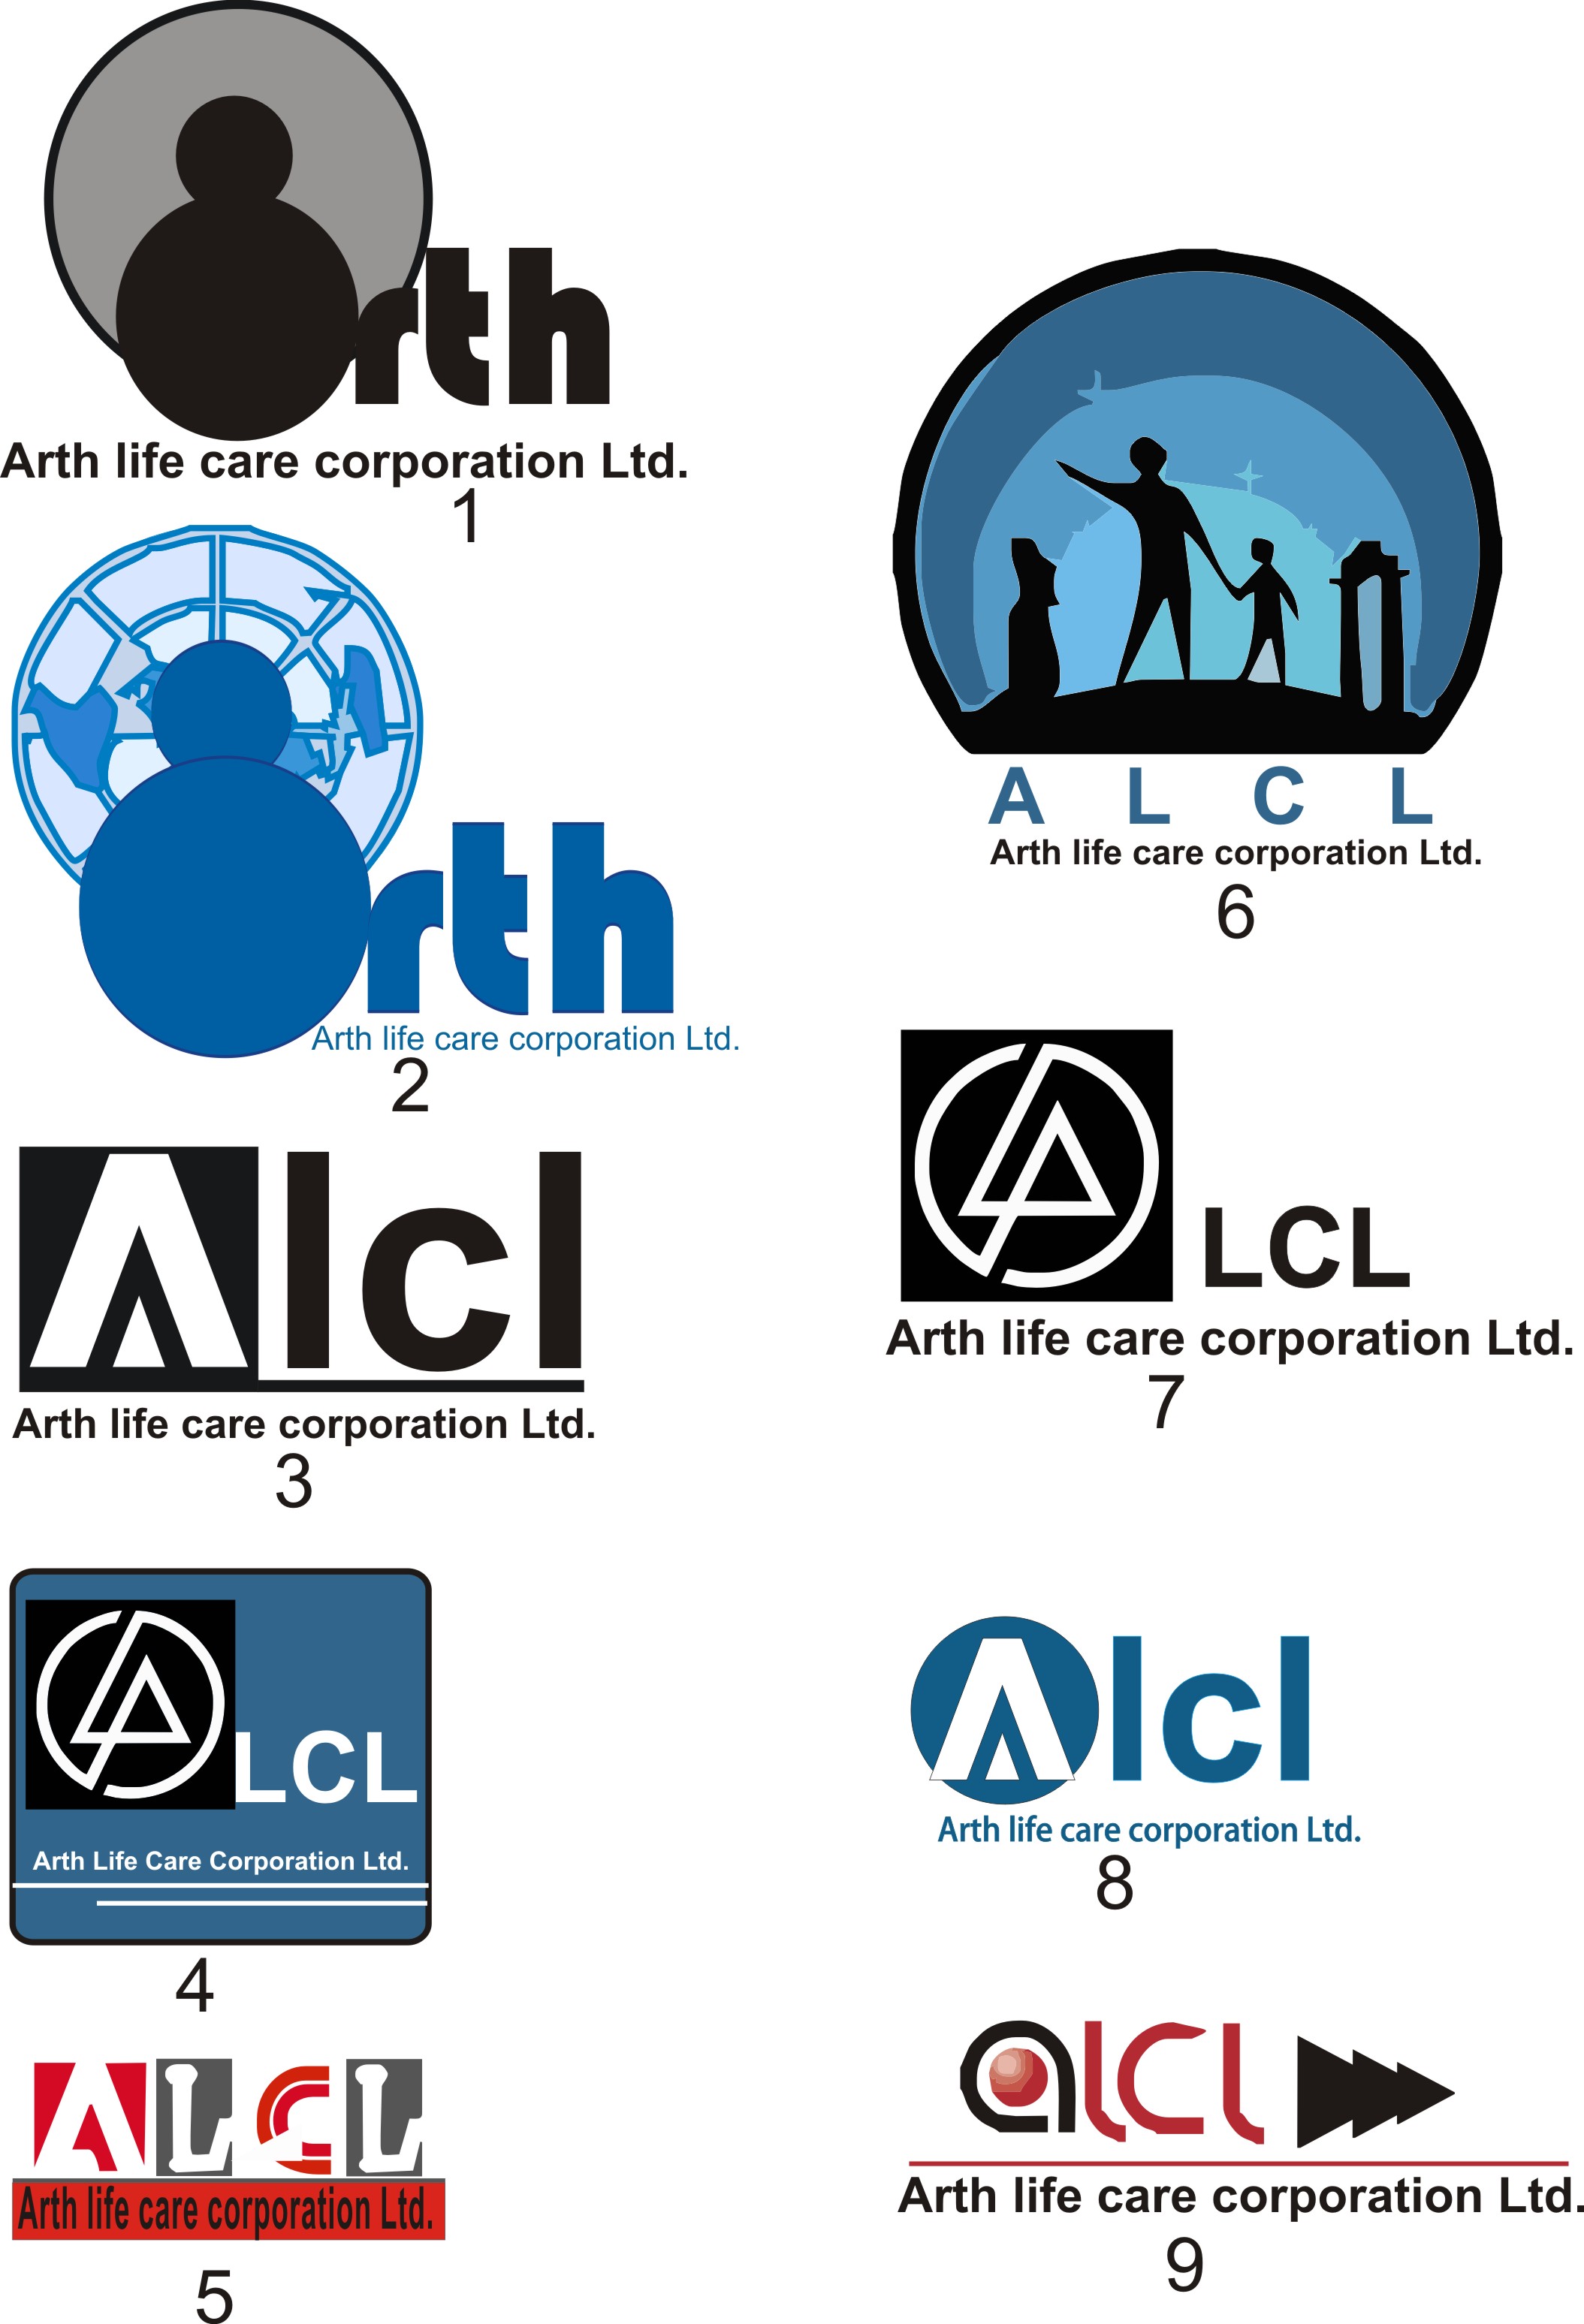 rth
Arth life care corporation Ltd.
1
rth
Arth life care corporation Ltd.
2
Alcl
Arth life care corporation Ltd.
3
LCL
Arth Life Care Corporation Ltd.
4
ALCL
Arth life care corporation Ltd.
5
A L C L
Arth life care corporation Ltd.
6
LCL
Arth life care corporation Ltd.
7
Alcl
Arth life care corporation Ltd.
8
alcl
Arth life care corporation Ltd.
9